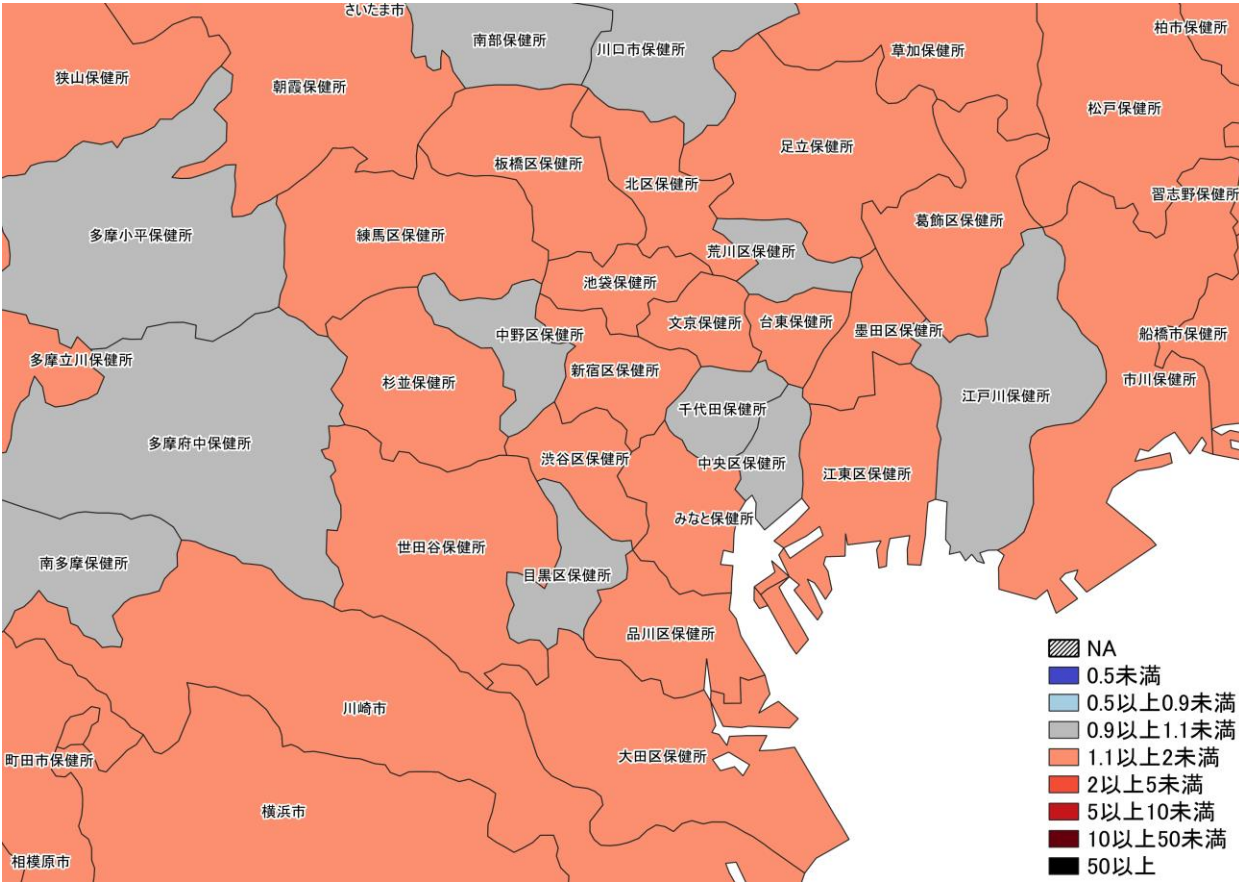 さいたま市
南部保健所
川口市保健所
草加保健所
柏市保健所
狭山保健所
朝霞保健所
松戸保健所
板橋区保健所
足立保健所
北区保健所
習志野保健所
多摩小平保健所
練馬区保健所
葛飾区保健所
荒川区保健所
池袋保健所
文京保健所
台東保健所
墨田区保健所
中野区保健所
船橋市保健所
多摩立川保健所
新宿区保健所
杉並保健所
市川保健所
江戸川保健所
千代田保健所
多摩府中保健所
渋谷区保健所
中央区保健所
江東区保健所
みなと保健所
世田谷保健所
南多摩保健所
目黒区保健所
品川区保健所
川崎市
大田区保健所
町田市保健所
横浜市
相模原市
NA
0.5未満
0.5以上0.9未満
0.9以上1.1未満
1.1以上2未満
2以上5未満
5以上10未満
10以上50未満
50以上